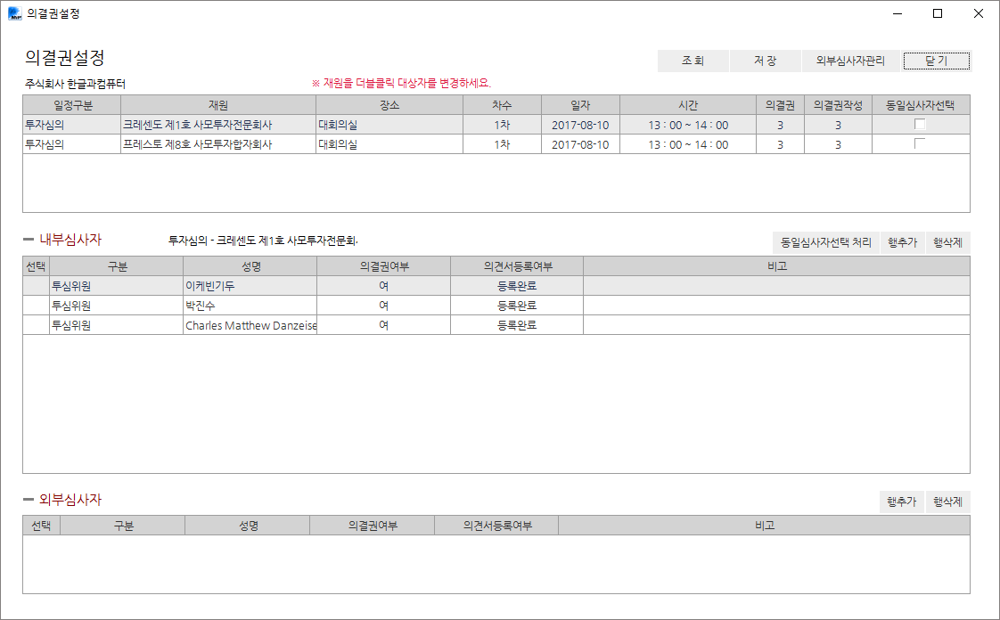 의결권설정
의결권설정
조 회 저 장 외부심사자관리 닫 기
주식회사 한글과컴퓨터 ※ 재원을 더블클릭 대상자를 변경하세요.
일정구분 재원 장소 차수 일자 시간 의결권 의결권작성 동일심사자선택
투자심의 크레센도 제1호 사모투자전문회사 대회의실 1차 2017-08-10 13 : 00 ~ 14 : 00 3 3
투자심의 프레스토 제8호 사모투자합자회사 대회의실 1차 2017-08-10 13 : 00 ~ 14 : 00 3 3
내부심사자 투자심의 - 크레센도 제1호 사모투자전문회 동일심사자선택 처리 행추가 행삭제
선택 구분 성명 의결권여부 의견서등록여부 비고
투심위원 이케빈기두 여 등록완료
투심위원 박진수 여 등록완료
투심위원 Charles Matthew Danzeise 여 등록완료
외부심사자 행추가 행삭제
선택 구분 성명 의결권여부 의견서등록여부 비고